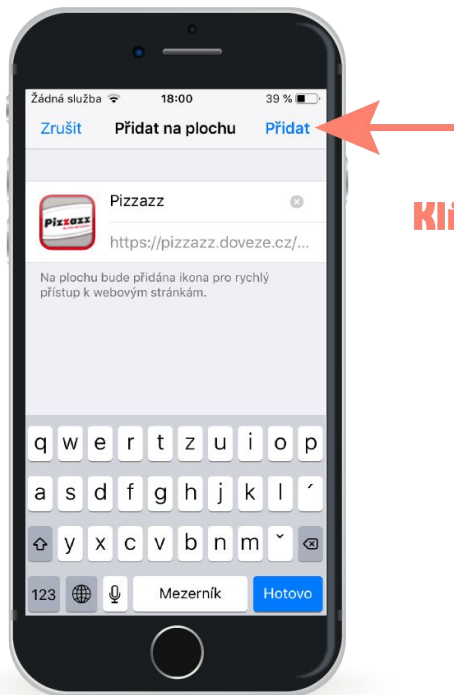 Žádná služba 18:00 39 %
Zrušit Přidat na plochu Přidat
Pizzazz
Pizzazz
https://pizzazz.doveze.cz/...
Na plochu bude přidána ikona pro rychlý
přístup k webovým stránkám.
q w e r t z u i o p
a s d f g h j k l ´
y x c v b n m ˇ
123 Mezerník Hotovo